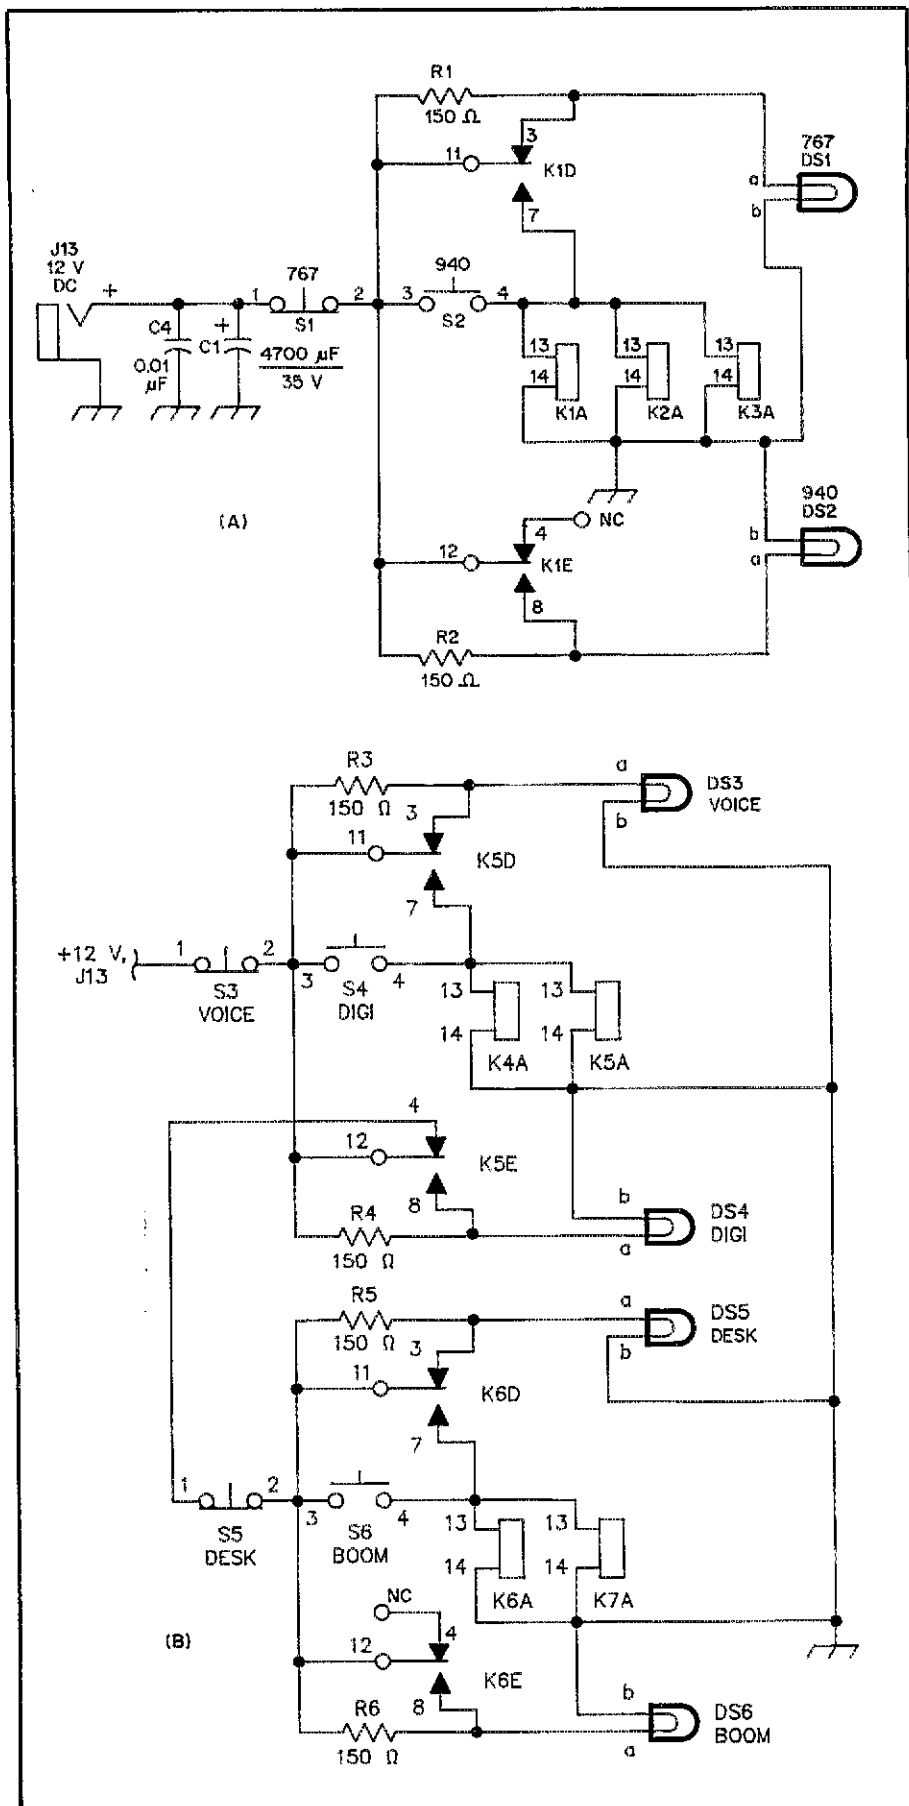 R1
150 Ω
3
11
K1D
7
767
DS1
a
b
J13
12 V
DC
+
1
767
2
S1
3
940
4
S2
C4
0.01
μF
+
C1
4700 μF
35 V
13
14
K1A
13
14
K2A
13
14
K3A
(A)
NC
4
12
K1E
8
940
DS2
b
a
R2
150 Ω
R3
150 Ω
3
11
K5D
7
a
b
DS3
VOICE
+12 V,
J13
1
2
S3
VOICE
3
S4
DIGI
4
13
14
K4A
13
14
K5A
4
12
K5E
8
R4
150 Ω
b
a
DS4
DIGI
R5
150 Ω
3
11
K6D
7
a
b
DS5
DESK
1
2
S5
DESK
3
S6
BOOM
4
13
14
K6A
13
14
K7A
NC
4
(B)
12
K6E
8
R6
150 Ω
b
a
DS6
BOOM